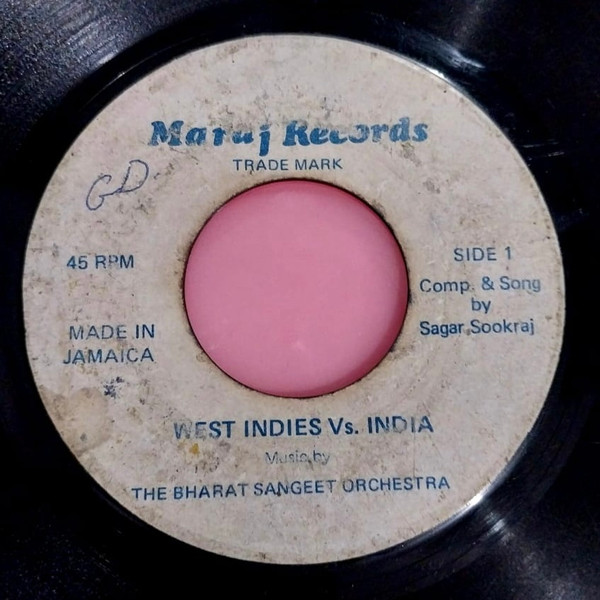 Maraj Records
TRADE MARK
GD.
45 RPM
MADE IN
JAMAICA
SIDE 1
Comp. & Song
by
Sagar Sookraj
WEST INDIES Vs. INDIA
Music by
THE BHARAT SANGEET ORCHESTRA